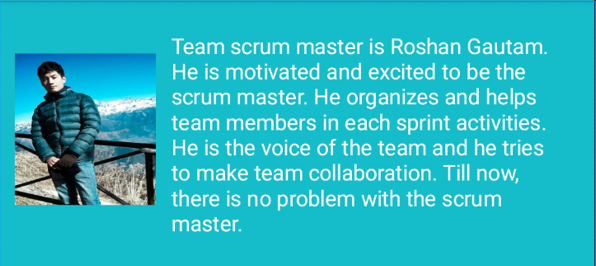 Team scrum master is Roshan Gautam.
He is motivated and excited to be the
scrum master. He organizes and helps
team members in each sprint activities.
He is the voice of the team and he tries
to make team collaboration. Till now,
there is no problem with the scrum
master.